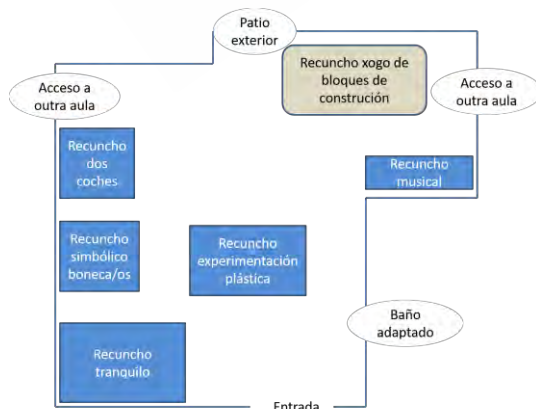 Patio
exterior
Recuncho xogo de
bloques de
construción
Acceso a
outra aula
Acceso a
outra aula
Recuncho
dos
coches
Recuncho
musical
Recuncho
simbólico
boneca/os
Recuncho
experimentación
plástica
Baño
adaptado
Recuncho
tranquilo
Entrada